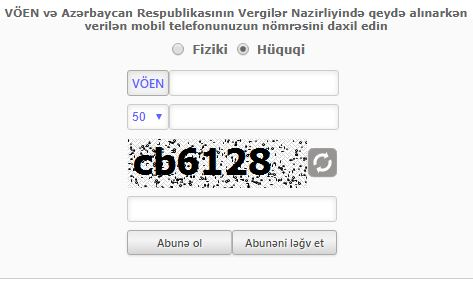 VÖEN və Azərbaycan Respublikasının Vergilər Nazirliyində qeydə alınarkən
verilən mobil telefonunuzun nömrəsini daxil edin
Fiziki Hüquqi
VÖEN
50
cb6128
Abunə ol Abunəni ləğv et